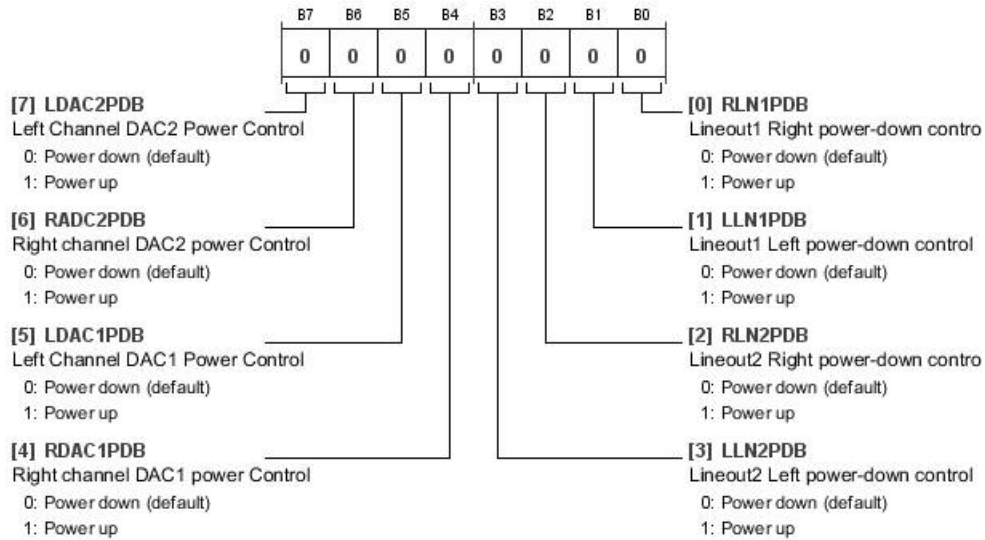 B7 B6 B5 B4 B3 B2 B1 B0
0 0 0 0 0 0 0 0
[7] LDAC2PDB
Left Channel DAC2 Power Control
0: Power down (default)
1: Power up
[6] RADC2PDB
Right channel DAC2 power Control
0: Power down (default)
1: Power up
[5] LDAC1PDB
Left Channel DAC1 Power Control
0: Power down (default)
1: Power up
[4] RDAC1PDB
Right channel DAC1 power Control
0: Power down (default)
1: Power up
[0] RLN1PDB
Lineout1 Right power-down contro
0: Power down (default)
1: Power up
[1] LLN1PDB
Lineout1 Left power-down control
0: Power down (default)
1: Power up
[2] RLN2PDB
Lineout2 Right power-down contro
0: Power down (default)
1: Power up
[3] LLN2PDB
Lineout2 Left power-down control
0: Power down (default)
1: Power up